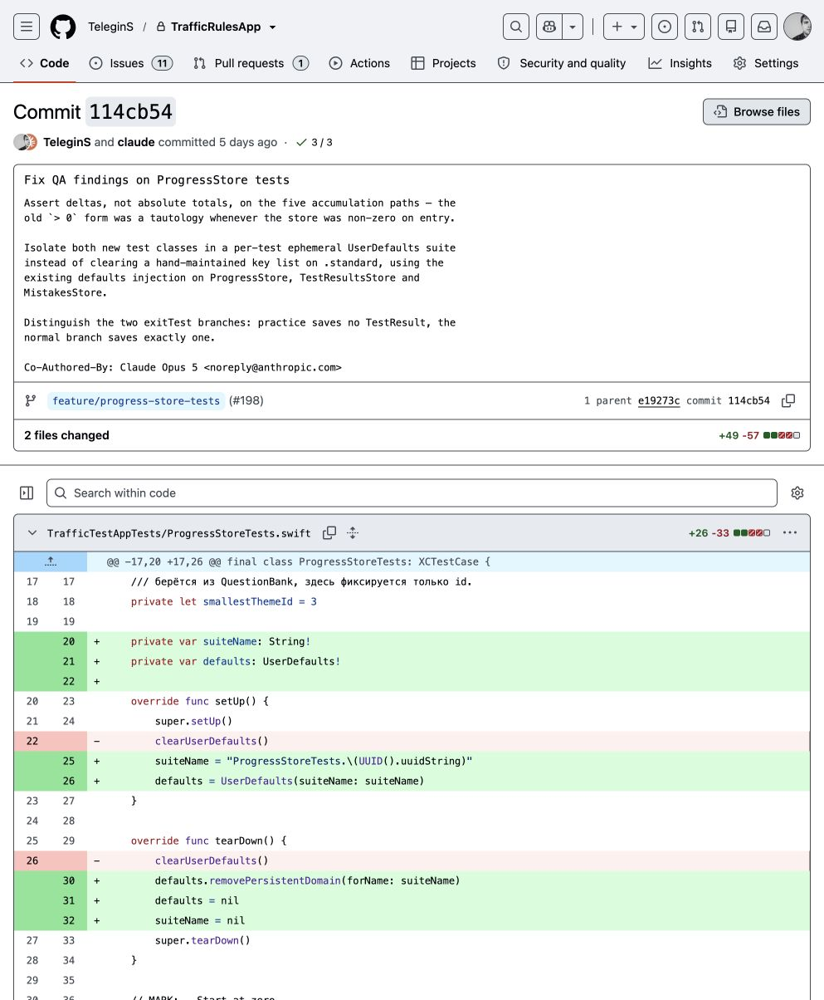 TeleginS / TrafficRulesApp
Code Issues 11 Pull requests 1 Actions Projects Security and quality Insights Settings
Commit 114cb54
Browse files
TeleginS and claude committed 5 days ago · 3 / 3
Fix QA findings on ProgressStore tests
Assert deltas, not absolute totals, on the five accumulation paths — the
old `> 0` form was a tautology whenever the store was non-zero on entry.
Isolate both new test classes in a per-test ephemeral UserDefaults suite
instead of clearing a hand-maintained key list on .standard, using the
existing defaults injection on ProgressStore, TestResultsStore and
MistakesStore.
Distinguish the two exitTest branches: practice saves no TestResult, the
normal branch saves exactly one.
Co-Authored-By: Claude Opus 5 <noreply@anthropic.com>
feature/progress-store-tests (#198) 1 parent e19273c commit 114cb54
2 files changed +49 -57
Search within code
TrafficTestAppTests/ProgressStoreTests.swift +26 -33
@@ -17,20 +17,26 @@ final class ProgressStoreTests: XCTestCase {
17 17 /// берётся из QuestionBank, здесь фиксируется только id.
18 18 private let smallestThemeId = 3
19 19
20 + private var suiteName: String!
21 + private var defaults: UserDefaults!
22 +
20 23 override func setUp() {
21 24 super.setUp()
22 - clearUserDefaults()
25 + suiteName = "ProgressStoreTests.\(UUID().uuidString)"
26 + defaults = UserDefaults(suiteName: suiteName)
23 27 }
24 28
25 29 override func tearDown() {
26 - clearUserDefaults()
30 + defaults.removePersistentDomain(forName: suiteName)
31 + defaults = nil
32 + suiteName = nil
27 33 super.tearDown()
28 34 }
29 35
30 36 // MARK: - Start at zero